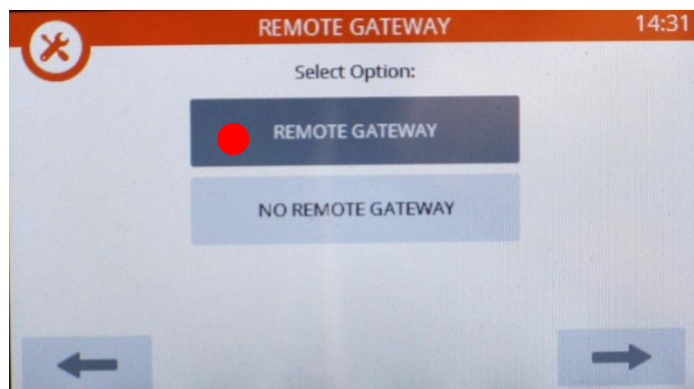 REMOTE GATEWAY 14:31
Select Option:
REMOTE GATEWAY
NO REMOTE GATEWAY